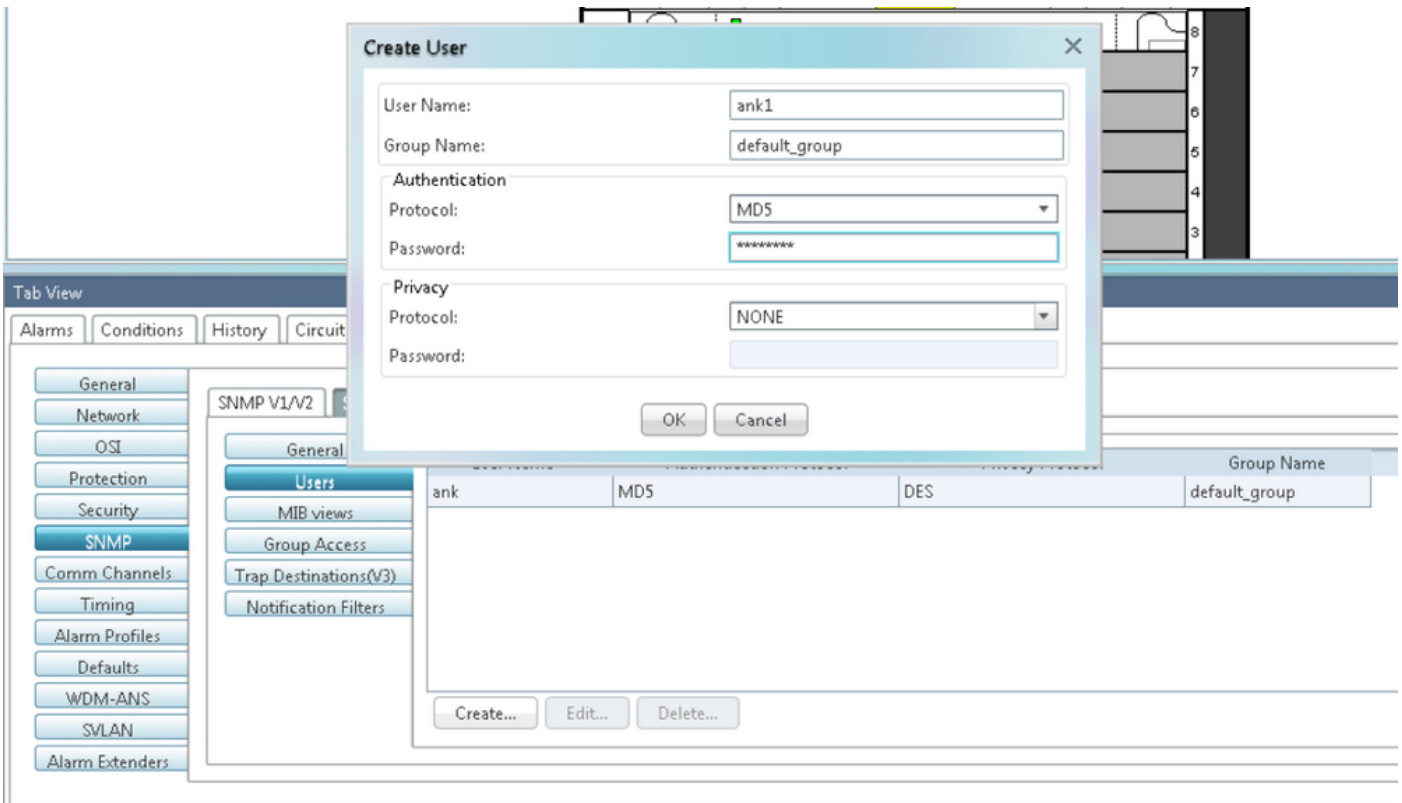 8
7
6
5
4
3
Create User
User Name: ank1
Group Name: default_group
Authentication
Protocol: MD5
Password: ********
Privacy
Protocol: NONE
Password:
OK Cancel
Tab View
Alarms Conditions History Circuit
General
Network
OSI
Protection
Security
SNMP
Comm Channels
Timing
Alarm Profiles
Defaults
WDM-ANS
SVLAN
Alarm Extenders
SNMP V1/V2
General
Users
MIB views
Group Access
Trap Destinations(V3)
Notification Filters
Group Name
ank MD5 DES default_group
Create... Edit... Delete...